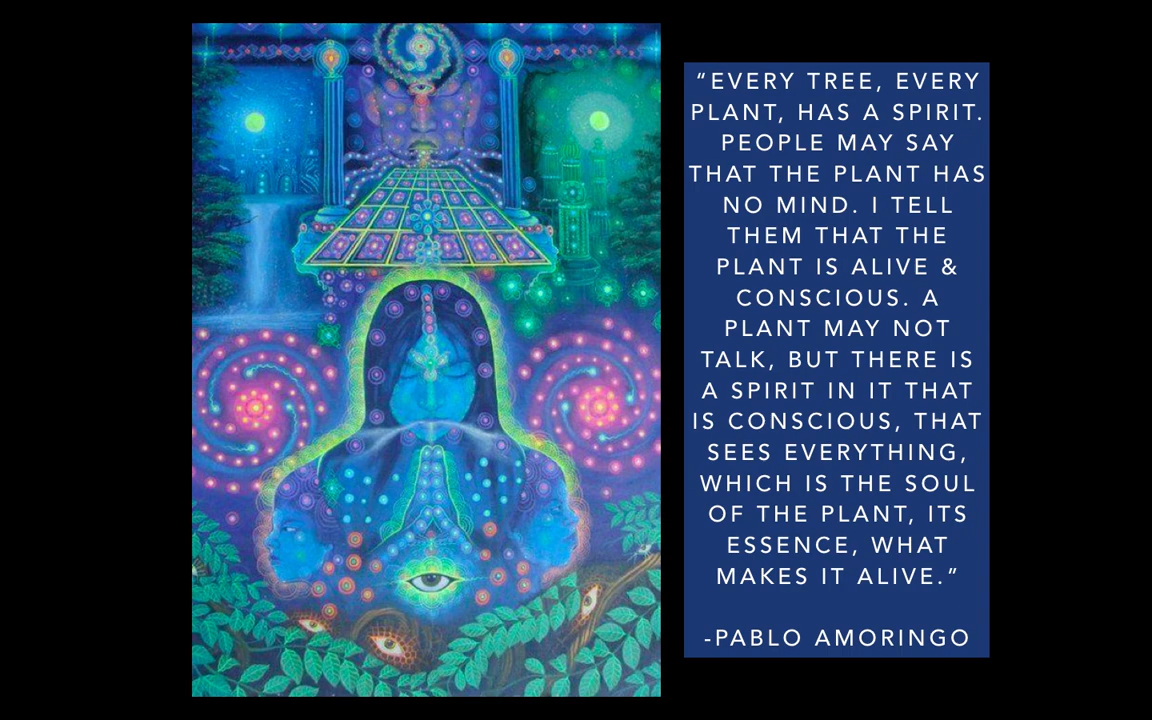 “EVERY TREE, EVERY
PLANT, HAS A SPIRIT.
PEOPLE MAY SAY
THAT THE PLANT HAS
NO MIND. I TELL
THEM THAT THE
PLANT IS ALIVE &
CONSCIOUS. A
PLANT MAY NOT
TALK, BUT THERE IS
A SPIRIT IN IT THAT
IS CONSCIOUS, THAT
SEES EVERYTHING,
WHICH IS THE SOUL
OF THE PLANT, ITS
ESSENCE, WHAT
MAKES IT ALIVE.”
-PABLO AMORINGO